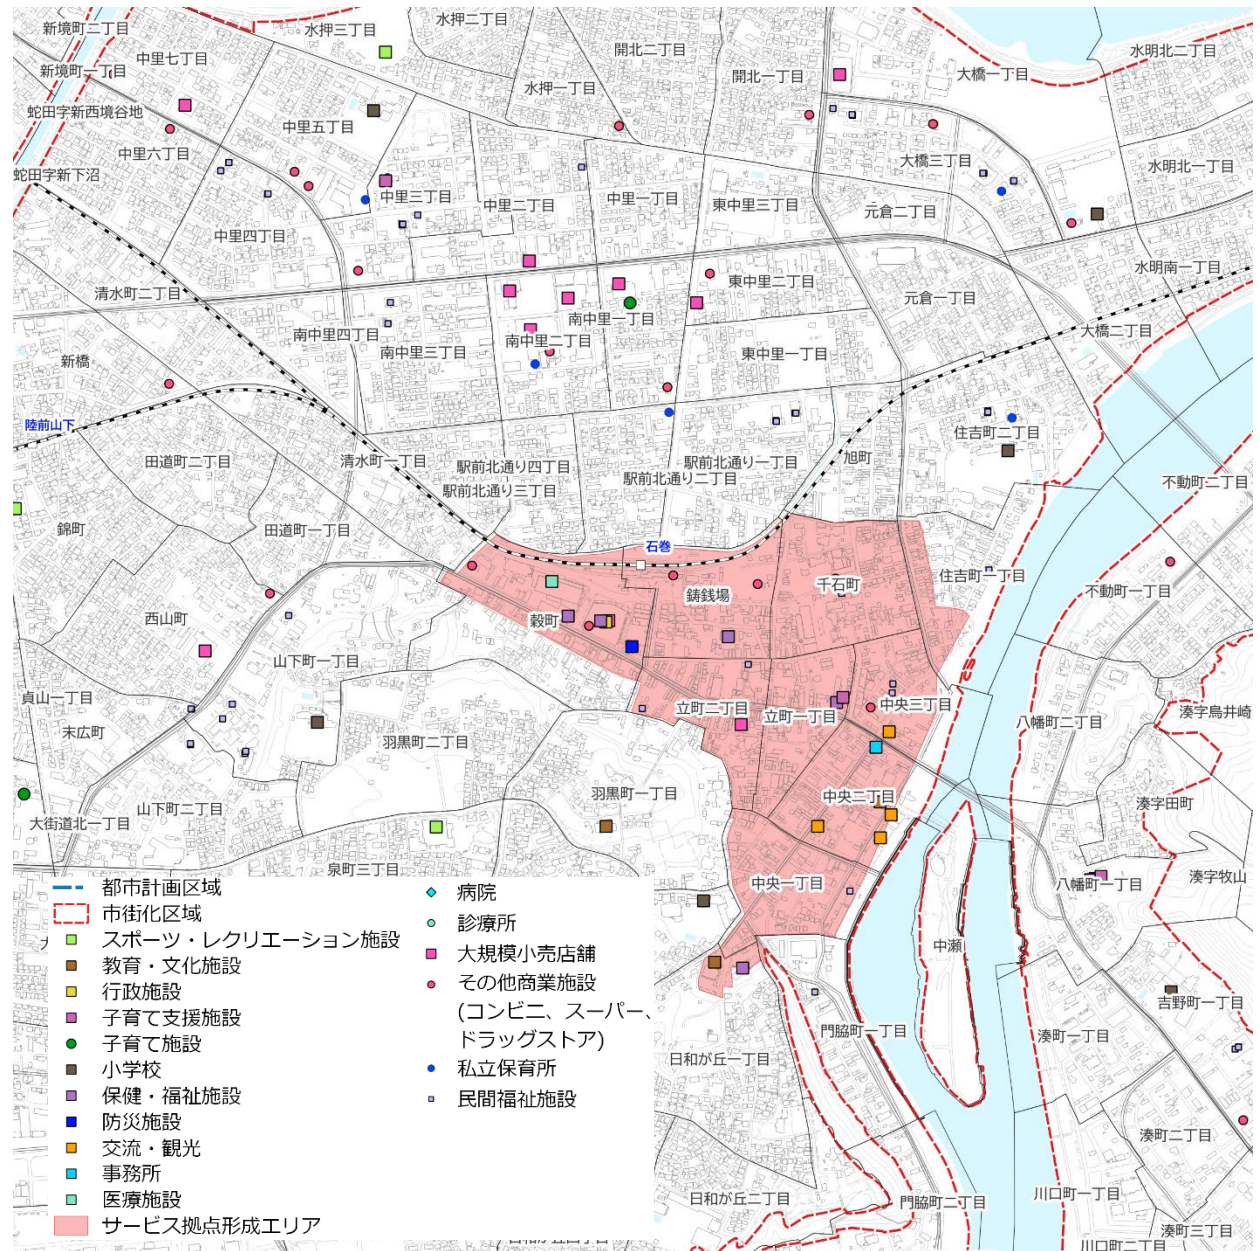 新境町二丁目
水押三丁目
水押二丁目
中里七丁目
開北二丁目
水明北二丁目
新境町一丁目
開北一丁目
大橋一丁目
水押一丁目
蛇田字新西境谷地
中里五丁目
中里六丁目
大橋三丁目
水明北一丁目
蛇田字新下沼
中里三丁目
中里二丁目
中里一丁目
東中里三丁目
元倉二丁目
中里四丁目
水明南一丁目
清水町二丁目
東中里二丁目
元倉一丁目
南中里四丁目
南中里一丁目
大橋二丁目
南中里三丁目
南中里二丁目
東中里一丁目
新橋
陸前山下
住吉町二丁目
田道町二丁目
清水町一丁目
駅前北通り四丁目
駅前北通り一丁目
旭町
駅前北通り三丁目
駅前北通り二丁目
不動町二丁目
錦町
田道町一丁目
石巻
千石町
住吉町一丁目
鋳銭場
不動町一丁目
西山町
穀町
山下町一丁目
貞山一丁目
立町二丁目
立町一丁目
中央三丁目
湊字鳥井崎
末広町
羽黒町二丁目
八幡町二丁目
羽黒町一丁目
中央二丁目
湊字田町
山下町二丁目
大街道北一丁目
泉町三丁目
中央一丁目
八幡町一丁目
湊字牧山
中瀬
吉野町一丁目
門脇町一丁目
湊町一丁目
日和が丘一丁目
湊町二丁目
日和が丘二丁目
門脇町二丁目
川口町一丁目
湊町三丁目
川口町二丁目
都市計画区域
市街化区域
スポーツ・レクリエーション施設
教育・文化施設
行政施設
子育て支援施設
子育て施設
小学校
保健・福祉施設
防災施設
交流・観光
事務所
医療施設
サービス拠点形成エリア
病院
診療所
大規模小売店舗
その他商業施設
(コンビニ、スーパー、
ドラッグストア)
私立保育所
民間福祉施設